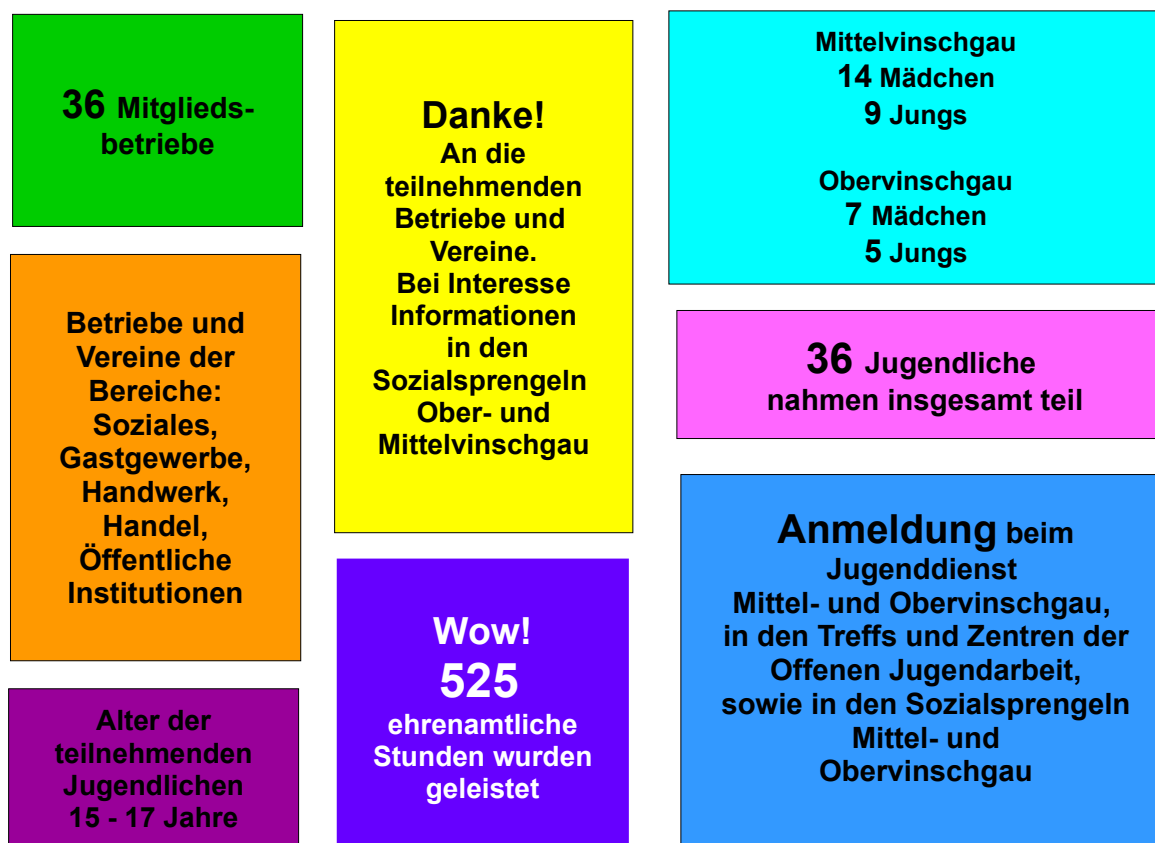 36 Mitglieds-
betriebe
Betriebe und
Vereine der
Bereiche:
Soziales,
Gastgewerbe,
Handwerk,
Handel,
Öffentliche
Institutionen
Alter der
teilnehmenden
Jugendlichen
15 - 17 Jahre
Danke!
An die
teilnehmenden
Betriebe und
Vereine.
Bei Interesse
Informationen
in den
Sozialsprengeln
Ober- und
Mittelvinschgau
Wow!
525
ehrenamtliche
Stunden wurden
geleistet
Mittelvinschgau
14 Mädchen
9 Jungs
Obervinschgau
7 Mädchen
5 Jungs
36 Jugendliche
nahmen insgesamt teil
Anmeldung beim
Jugenddienst
Mittel- und Obervinschgau,
in den Treffs und Zentren der
Offenen Jugendarbeit,
sowie in den Sozialsprengeln
Mittel- und
Obervinschgau